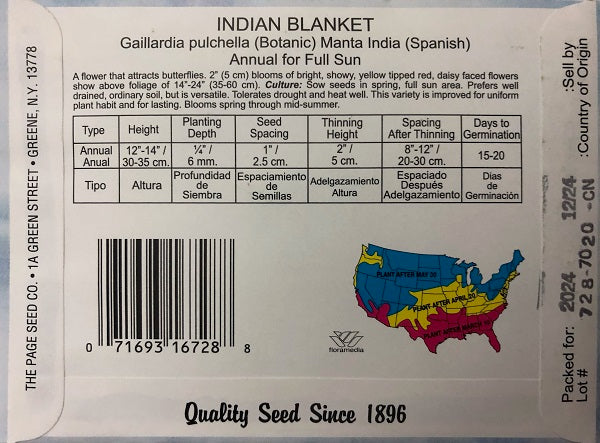 INDIAN BLANKET
Gaillardia pulchella (Botanic) Manta India (Spanish)
Annual for Full Sun
A flower that attracts butterflies. 2" (5 cm) blooms of bright, showy, yellow tipped red, daisy faced flowers
show above foliage of 14"-24" (35-60 cm). Culture: Sow seeds in spring, full sun area. Prefers well
drained, ordinary soil, but is versatile. Tolerates drought and heat well. This variety is improved for uniform
plant habit and for lasting. Blooms spring through mid-summer.
Type Height Planting Depth Seed Spacing Thinning Height Spacing After Thinning Days to Germination
Annual Anual 12"-14" / 30-35 cm. ¼" / 6 mm. 1" / 2.5 cm. 2" / 5 cm. 8"-12" / 20-30 cm. 15-20
Tipo Altura Profundidad de Siembra Espaciamiento de Semillas Adelgazamiento Altura Espaciado Después Adelgazamiento Dias de Germinación
THE PAGE SEED CO. • 1A GREEN STREET • GREENE, N.Y. 13778
0 71693 16728 8
floramedia
PLANT AFTER MAY 30
PLANT AFTER APRIL 20
PLANT AFTER MARCH
Quality Seed Since 1896
Packed for: 2024 12/24 :Sell by
Lot # 728-7020 -CN :Country of Origin